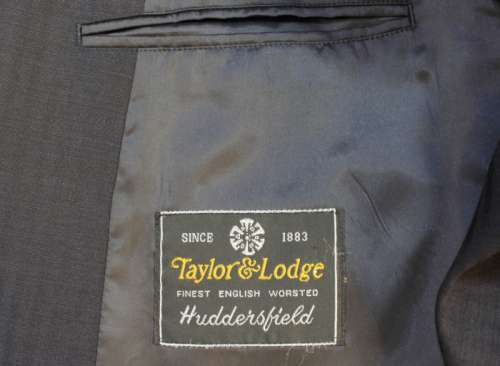 SINCE 1883
Taylor & Lodge
FINEST ENGLISH WORSTED
Huddersfield